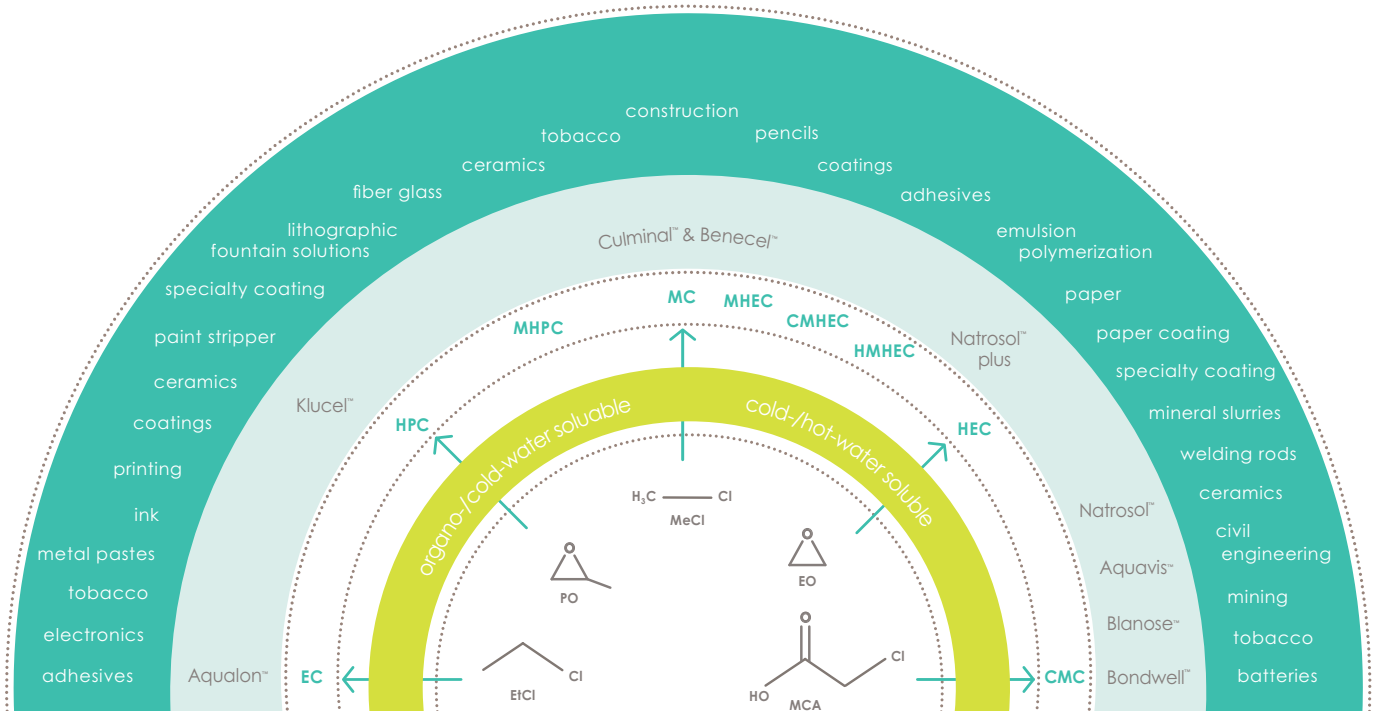 construction
tobacco
pencils
ceramics
coatings
fiber glass
adhesives
lithographic
fountain solutions
emulsion
polymerization
specialty coating
paper
paint stripper
paper coating
ceramics
specialty coating
coatings
mineral slurries
printing
welding rods
ink
ceramics
metal pastes
civil
engineering
tobacco
mining
electronics
tobacco
adhesives
batteries
Culminal™ & Benecel™
Klucel™
Natrosol™
plus
Natrosol™
Aquavis™
Blanose™
Aqualon™
Bondwell™
MC
MHEC
MHPC
CMHEC
HMHEC
HPC
HEC
EC
CMC
organo-/cold-water soluable
cold-/hot-water soluble
H₃C Cl
MeCl
O
PO
O
EO
Cl
EtCl
O
Cl
HO
MCA